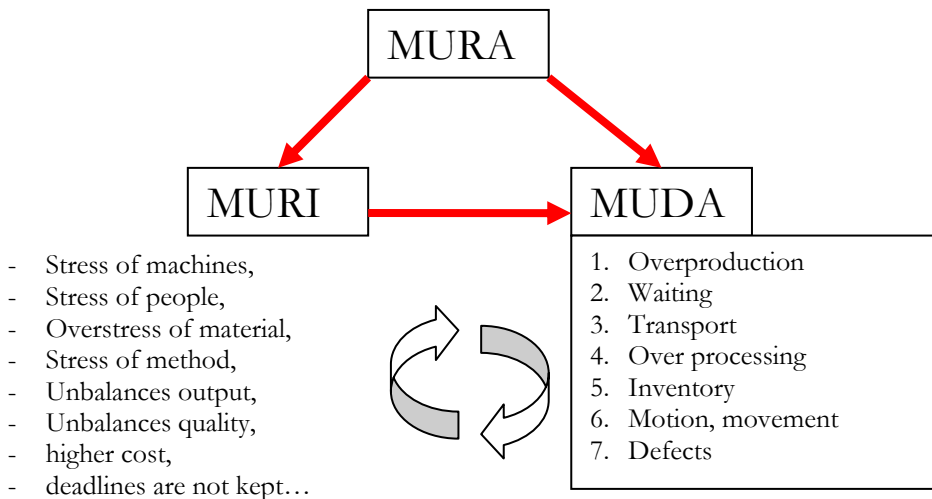 MURA
MURI
MUDA
- Stress of machines,
- Stress of people,
- Overstress of material,
- Stress of method,
- Unbalances output,
- Unbalances quality,
- higher cost,
- deadlines are not kept…
1. Overproduction
2. Waiting
3. Transport
4. Over processing
5. Inventory
6. Motion, movement
7. Defects